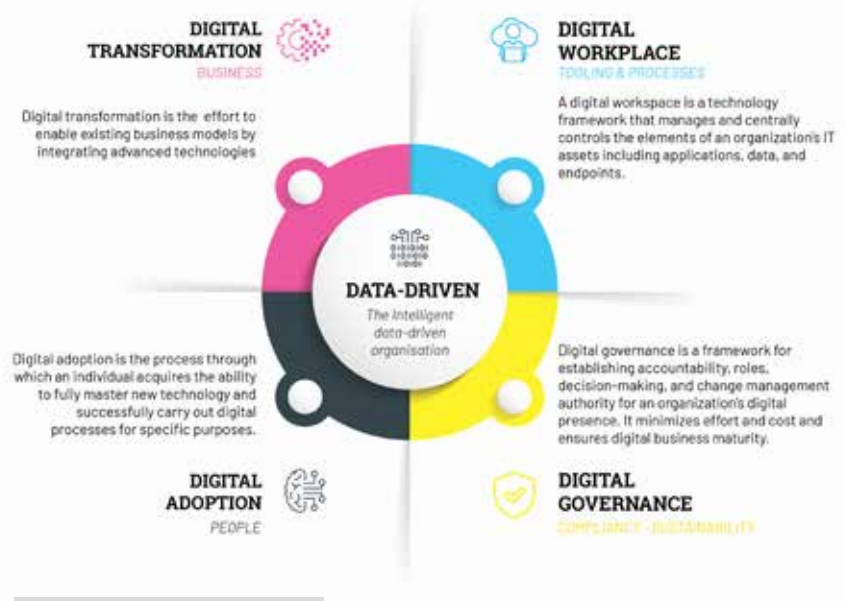 DIGITAL
TRANSFORMATION
BUSINESS
Digital transformation is the effort to
enable existing business models by
integrating advanced technologies
DIGITAL
WORKPLACE
TOOLING & PROCESSES
A digital workspace is a technology
framework that manages and centrally
controls the elements of an organization's IT
assets including applications, data, and
endpoints.
DATA-DRIVEN
The Intelligent
data-driven
organisation
Digital adoption is the process through
which an individual acquires the ability
to fully master new technology and
successfully carry out digital
processes for specific purposes.
DIGITAL
ADOPTION
PEOPLE
Digital governance is a framework for
establishing accountability, roles,
decision-making, and change management
authority for an organization's digital
presence. It minimizes effort and cost and
ensures digital business maturity.
DIGITAL
GOVERNANCE
COMPLIANCE - SUSTAINABILITY